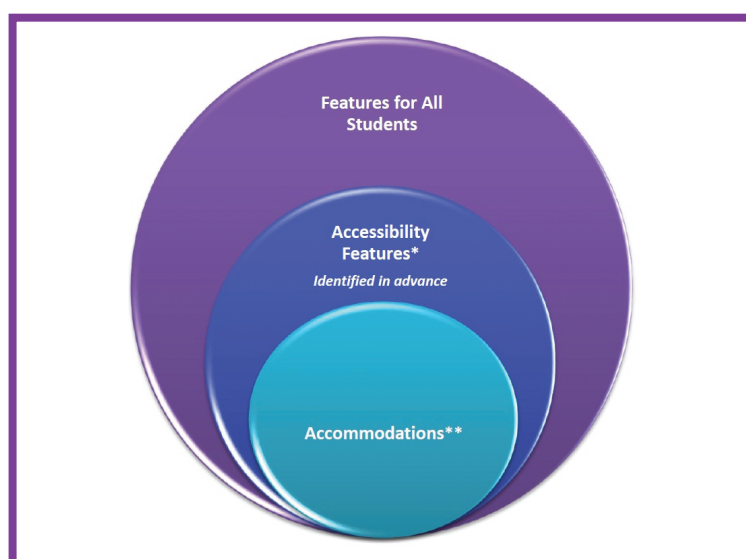 Features for All
Students
Accessibility
Features*
Identified in advance
Accommodations**